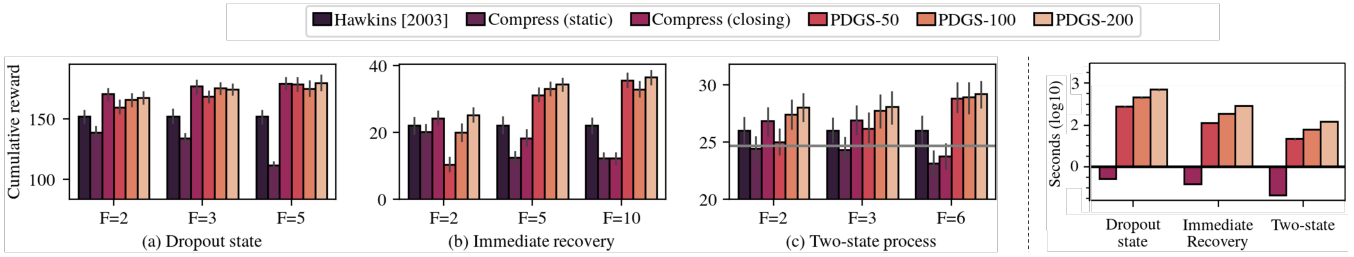 Hawkins [2003] Compress (static) Compress (closing) PDGS-50 PDGS-100 PDGS-200
Cumulative reward
150
100
F=2 F=3 F=5
(a) Dropout state
40
20
0
F=2 F=5 F=10
(b) Immediate recovery
30
25
20
F=2 F=3 F=6
(c) Two-state process
Seconds (log10)
3
2
0
Dropout state
Immediate Recovery
Two-state